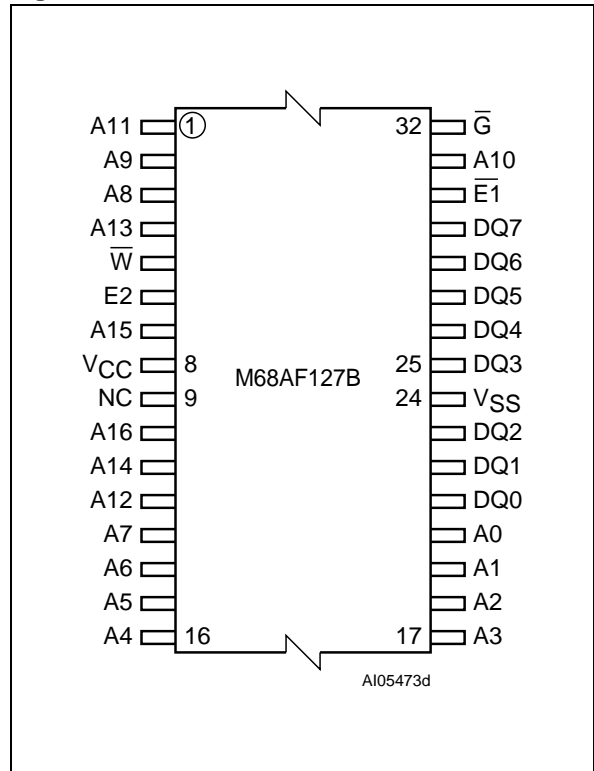 A11 1 32 G̅
A9 A10
A8 E̅1̅
A13 DQ7
W̅ DQ6
E2 DQ5
A15 DQ4
VCC 8 M68AF127B 25 DQ3
NC 9 24 VSS
A16 DQ2
A14 DQ1
A12 DQ0
A7 A0
A6 A1
A5 A2
A4 16 17 A3
AI05473d